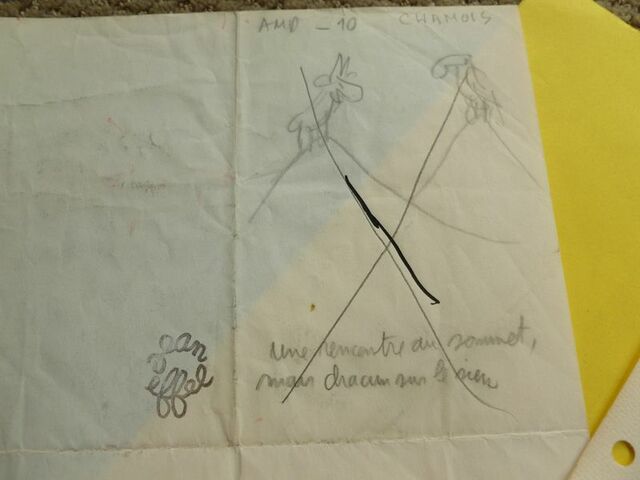 AMP - 10 CHAMOIS
une rencontre au sommet,
mais chacun sur le sien
jean
effel